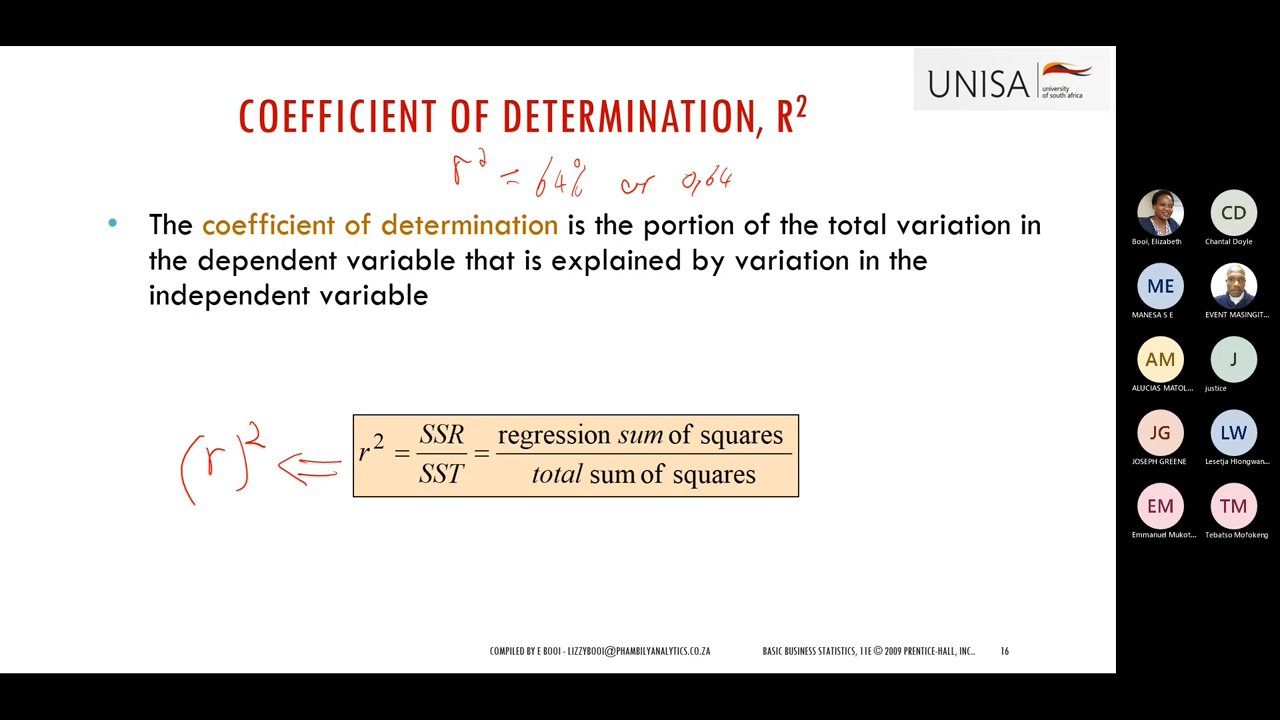 UNISA
university
of south africa
COEFFICIENT OF DETERMINATION, R²
r² = 64% or 0,64
• The coefficient of determination is the portion of the total variation in
the dependent variable that is explained by variation in the
independent variable
(r)² ⇐ r² = SSR/SST = regression sum of squares/total sum of squares
COMPILED BY E BOOI - LIZZYBOOI@PHAMBILYANALYTICS.CO.ZA
BASIC BUSINESS STATISTICS, 11E © 2009 PRENTICE-HALL, INC..
16
Booi, Elizabeth
CD
Chantal Doyle
ME
MANESA S E
EVENT MASINGIT...
AM
ALUCIAS MATOL...
J
justice
JG
JOSEPH GREENE
LW
Lesetja Hlongwan...
EM
Emmanuel Mukot...
TM
Tebatso Mofokeng